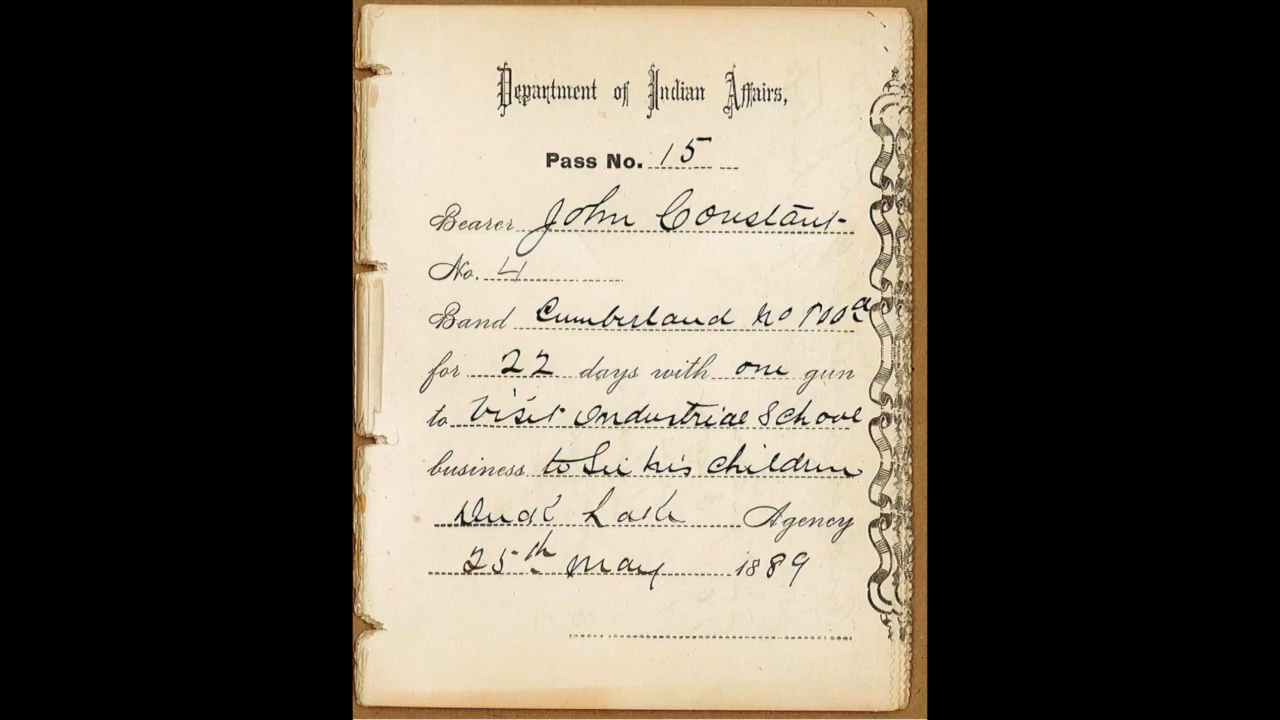 Department of Indian Affairs,
Pass No. 15
Bearer John Constant
No. 4
Band Cumberland No 100a
for 22 days with one gun
to Visit Industrial School
business to See his children
Duck Lake Agency
25th May 1889